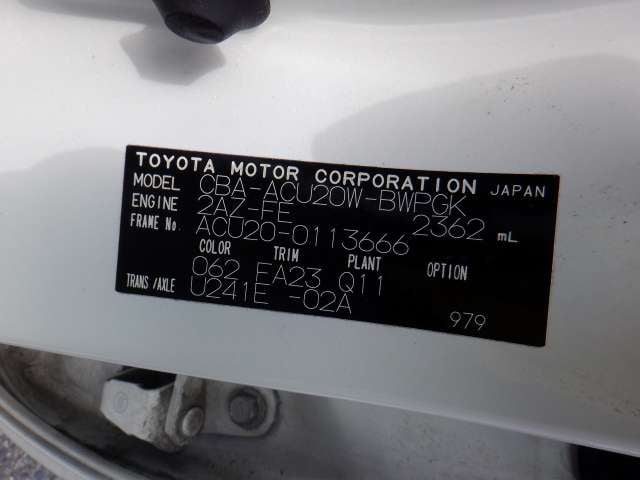 TOYOTA MOTOR CORPORATION JAPAN
MODEL CBA-ACU20W-BWPGK
ENGINE 2AZ-FE 2362 mL
FRAME No. ACU20-0113666
COLOR TRIM PLANT OPTION
062 FA23 Q11
TRANS/AXLE U241E -02A
979